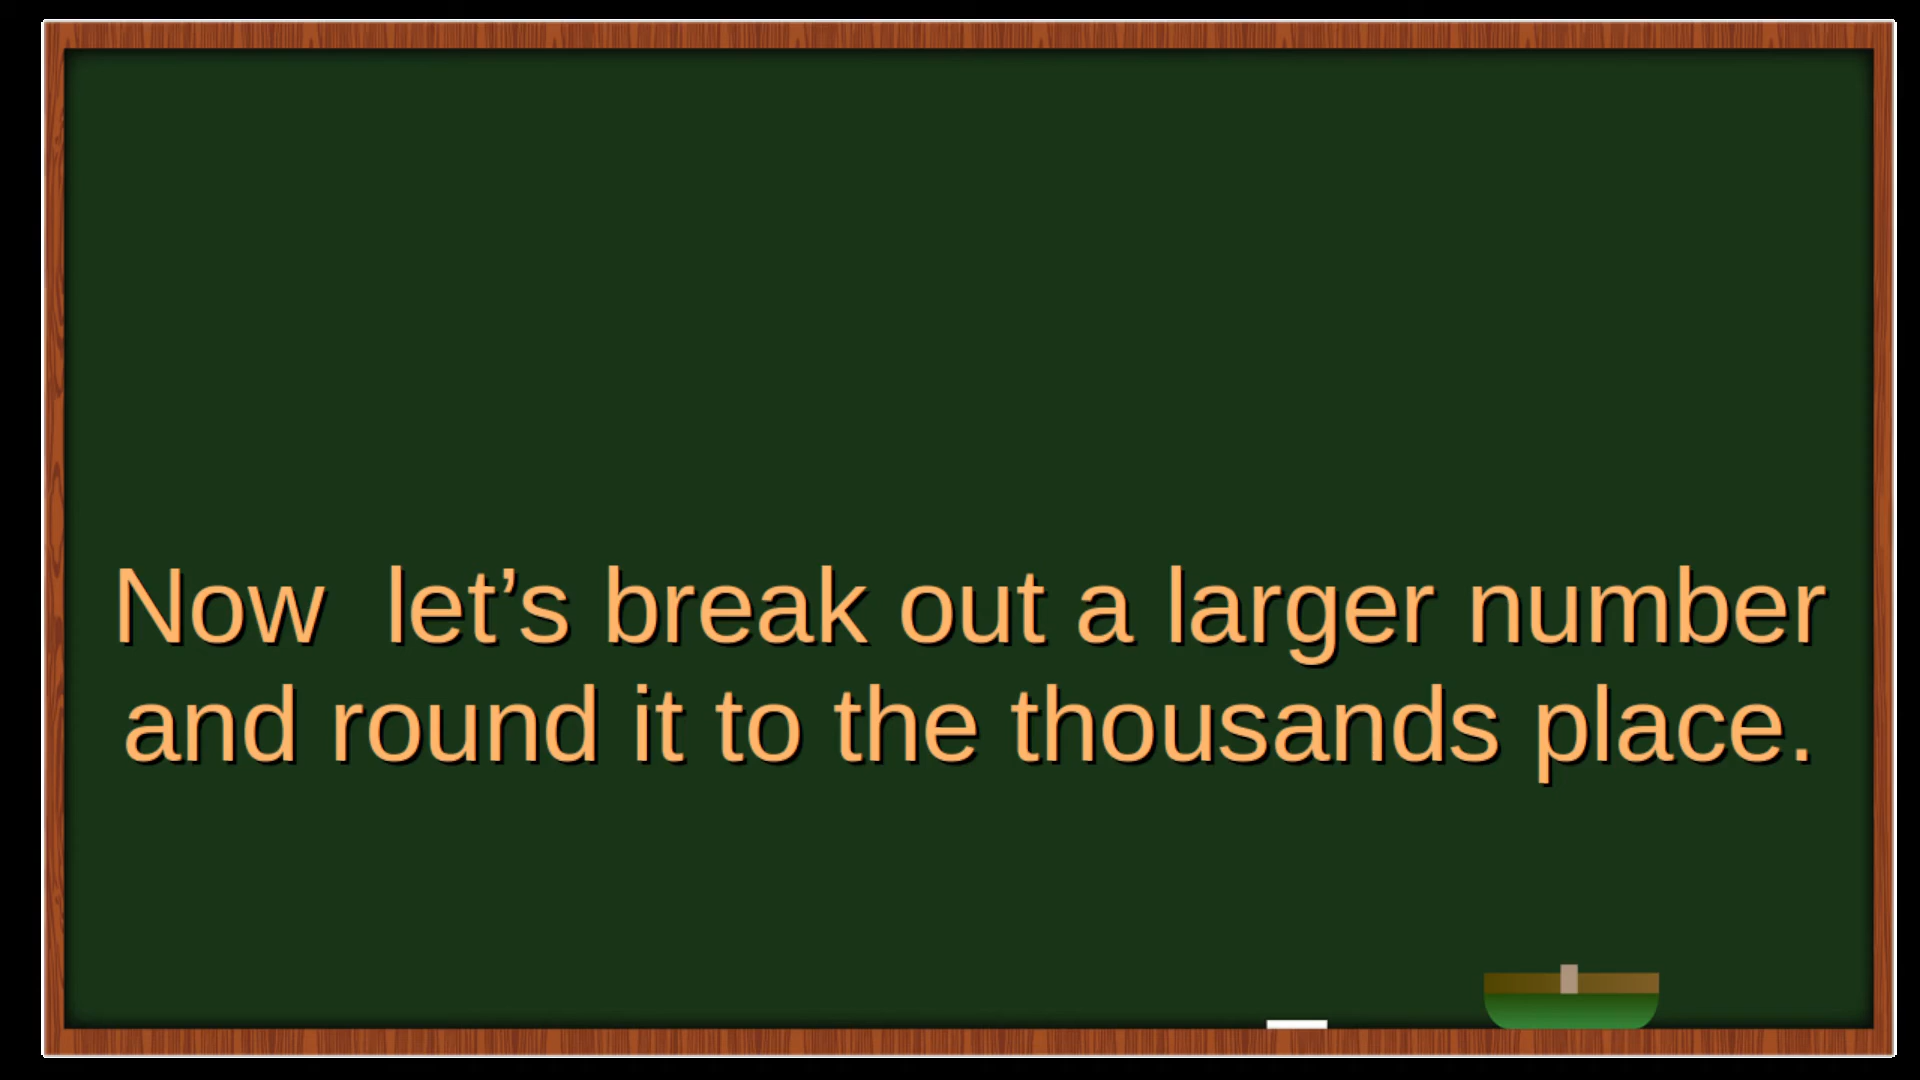 Now  let’s break out a larger number
and round it to the thousands place.